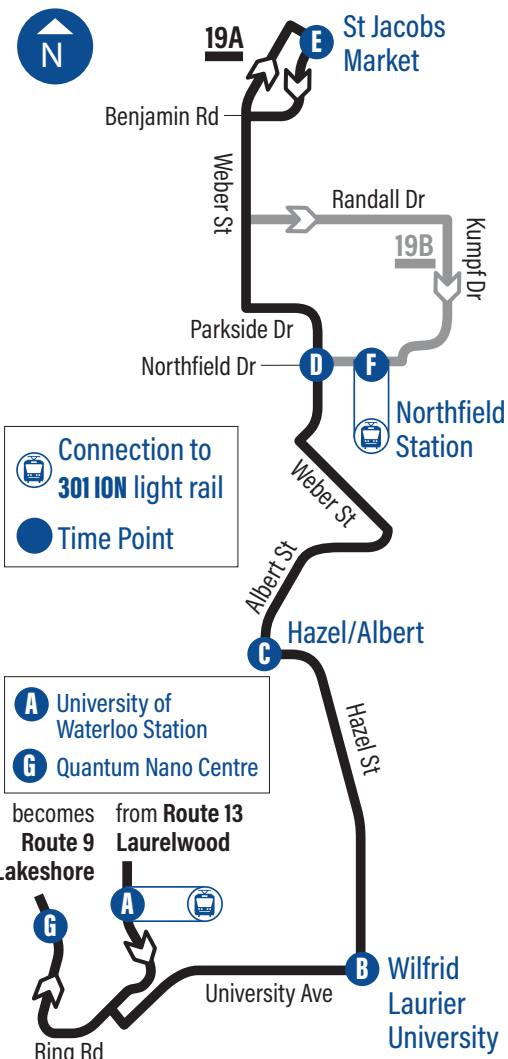 N
19A
E
St Jacobs
Market
Benjamin Rd
Weber St
Randall Dr
19B
Kumpf Dr
Parkside Dr
Northfield Dr
D
F
Northfield
Station
Connection to
301 ION light rail
Time Point
Weber St
Albert St
C
Hazel/Albert
A
University of
Waterloo Station
G
Quantum Nano Centre
Hazel St
becomes
Route 9
Lakeshore
from Route 13
Laurelwood
A
G
B
Wilfrid
Laurier
University
University Ave
Ring Rd